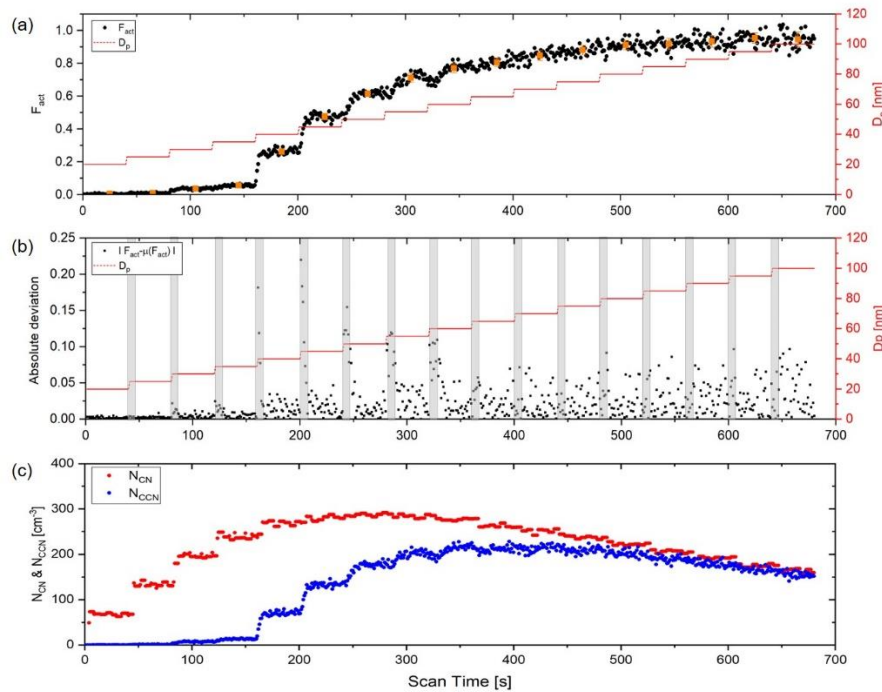 (a)
F_act
D_p
F_act
1.0
0.8
0.6
0.4
0.2
0.0
0 100 200 300 400 500 600 700
120
100
80
60
40
20
0
D_p [nm]
(b)
| F_act-μ(F_act) |
D_p
Absolute deviation
0.25
0.20
0.15
0.10
0.05
0.00
0 100 200 300 400 500 600 700
120
100
80
60
40
20
0
Dp [nm]
(c)
N_CN
N_CCN
N_CN & N_CCN [cm⁻³]
400
300
200
100
0
0 100 200 300 400 500 600 700
Scan Time [s]